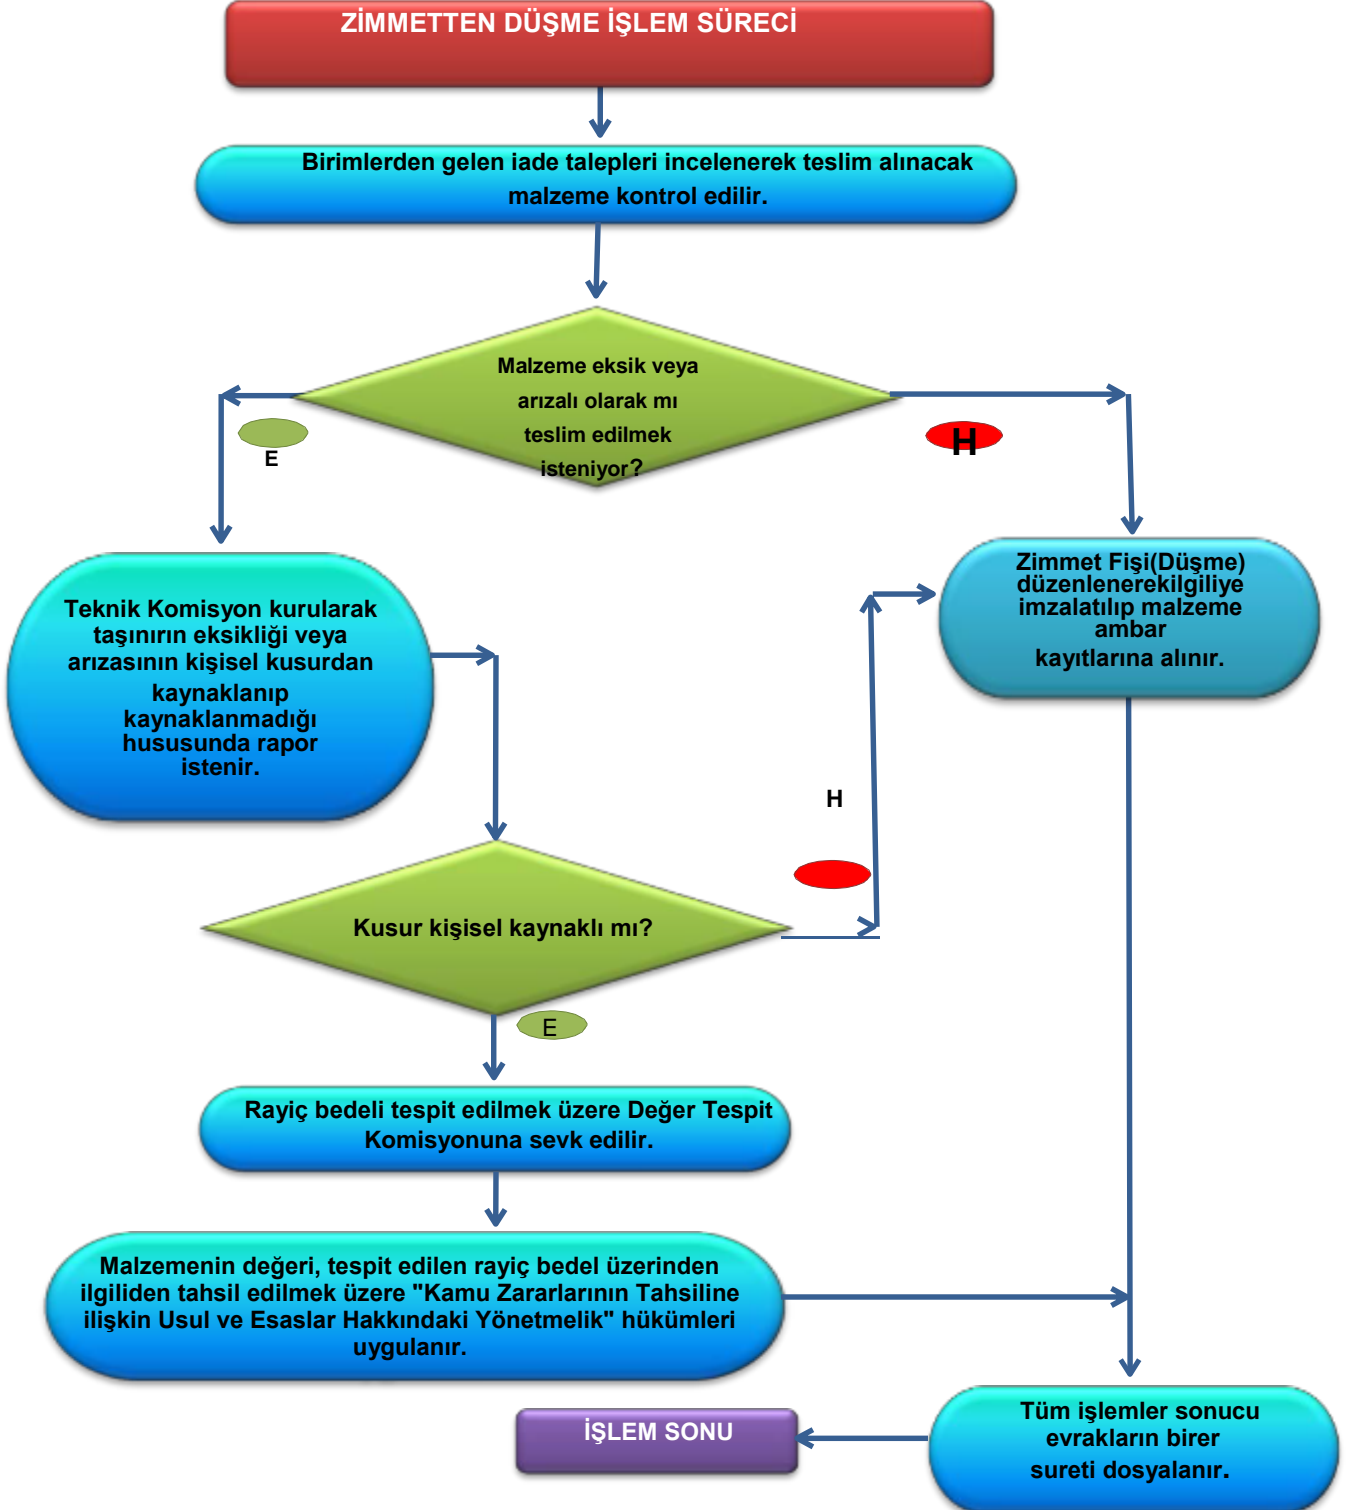 ZİMMETTEN DÜŞME İŞLEM SÜRECİ
Birimlerden gelen iade talepleri incelenerek teslim alınacak
malzeme kontrol edilir.
Malzeme eksik veya
arızalı olarak mı
teslim edilmek
isteniyor?
E
H
Teknik Komisyon kurularak
taşınırın eksikliği veya
arızasının kişisel kusurdan
kaynaklanıp
kaynaklanmadığı
hususunda rapor
istenir.
Zimmet Fişi(Düşme)
düzenlenerekilgiliye
imzalatılıp malzeme
ambar
kayıtlarına alınır.
H
Kusur kişisel kaynaklı mı?
E
Rayiç bedeli tespit edilmek üzere Değer Tespit
Komisyonuna sevk edilir.
Malzemenin değeri, tespit edilen rayiç bedel üzerinden
ilgiliden tahsil edilmek üzere "Kamu Zararlarının Tahsiline
ilişkin Usul ve Esaslar Hakkındaki Yönetmelik" hükümleri
uygulanır.
Tüm işlemler sonucu
evrakların birer
sureti dosyalanır.
İŞLEM SONU